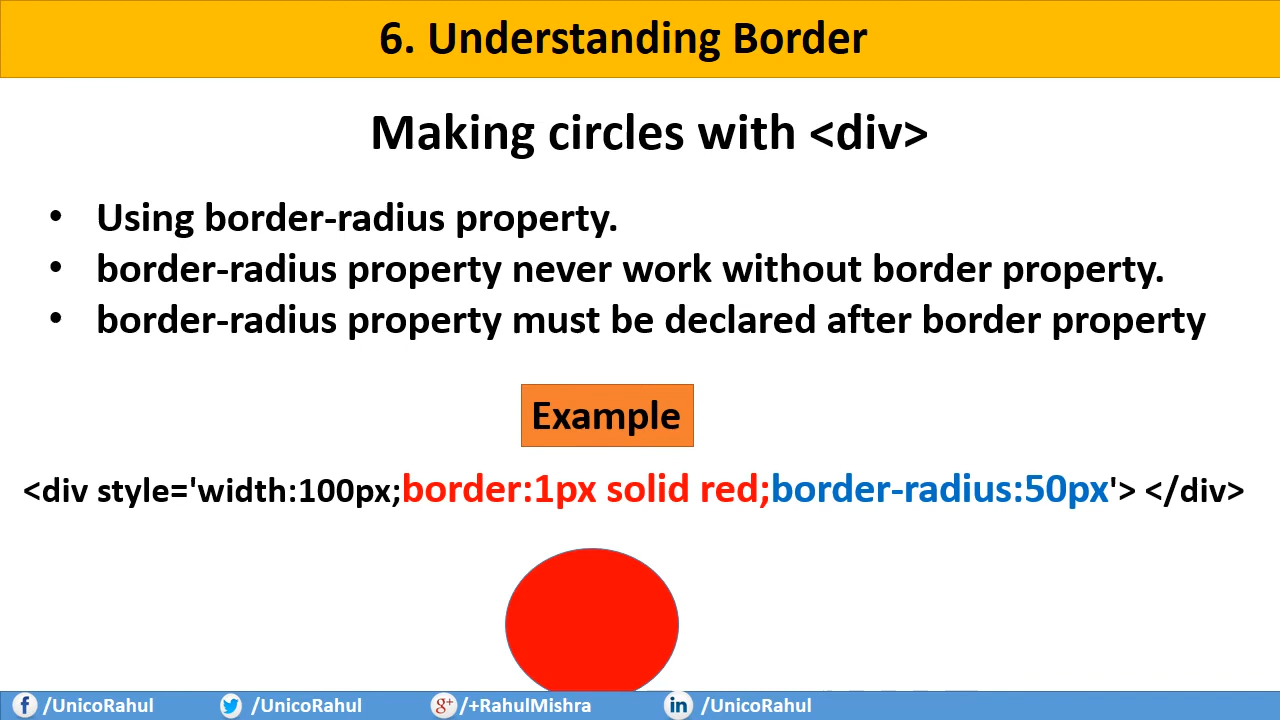 6. Understanding Border
Making circles with <div>
• Using border-radius property.
• border-radius property never work without border property.
• border-radius property must be declared after border property
Example
<div style='width:100px;border:1px solid red;border-radius:50px'> </div>
f /UnicoRahul /UnicoRahul g+ /+RahulMishra in /UnicoRahul